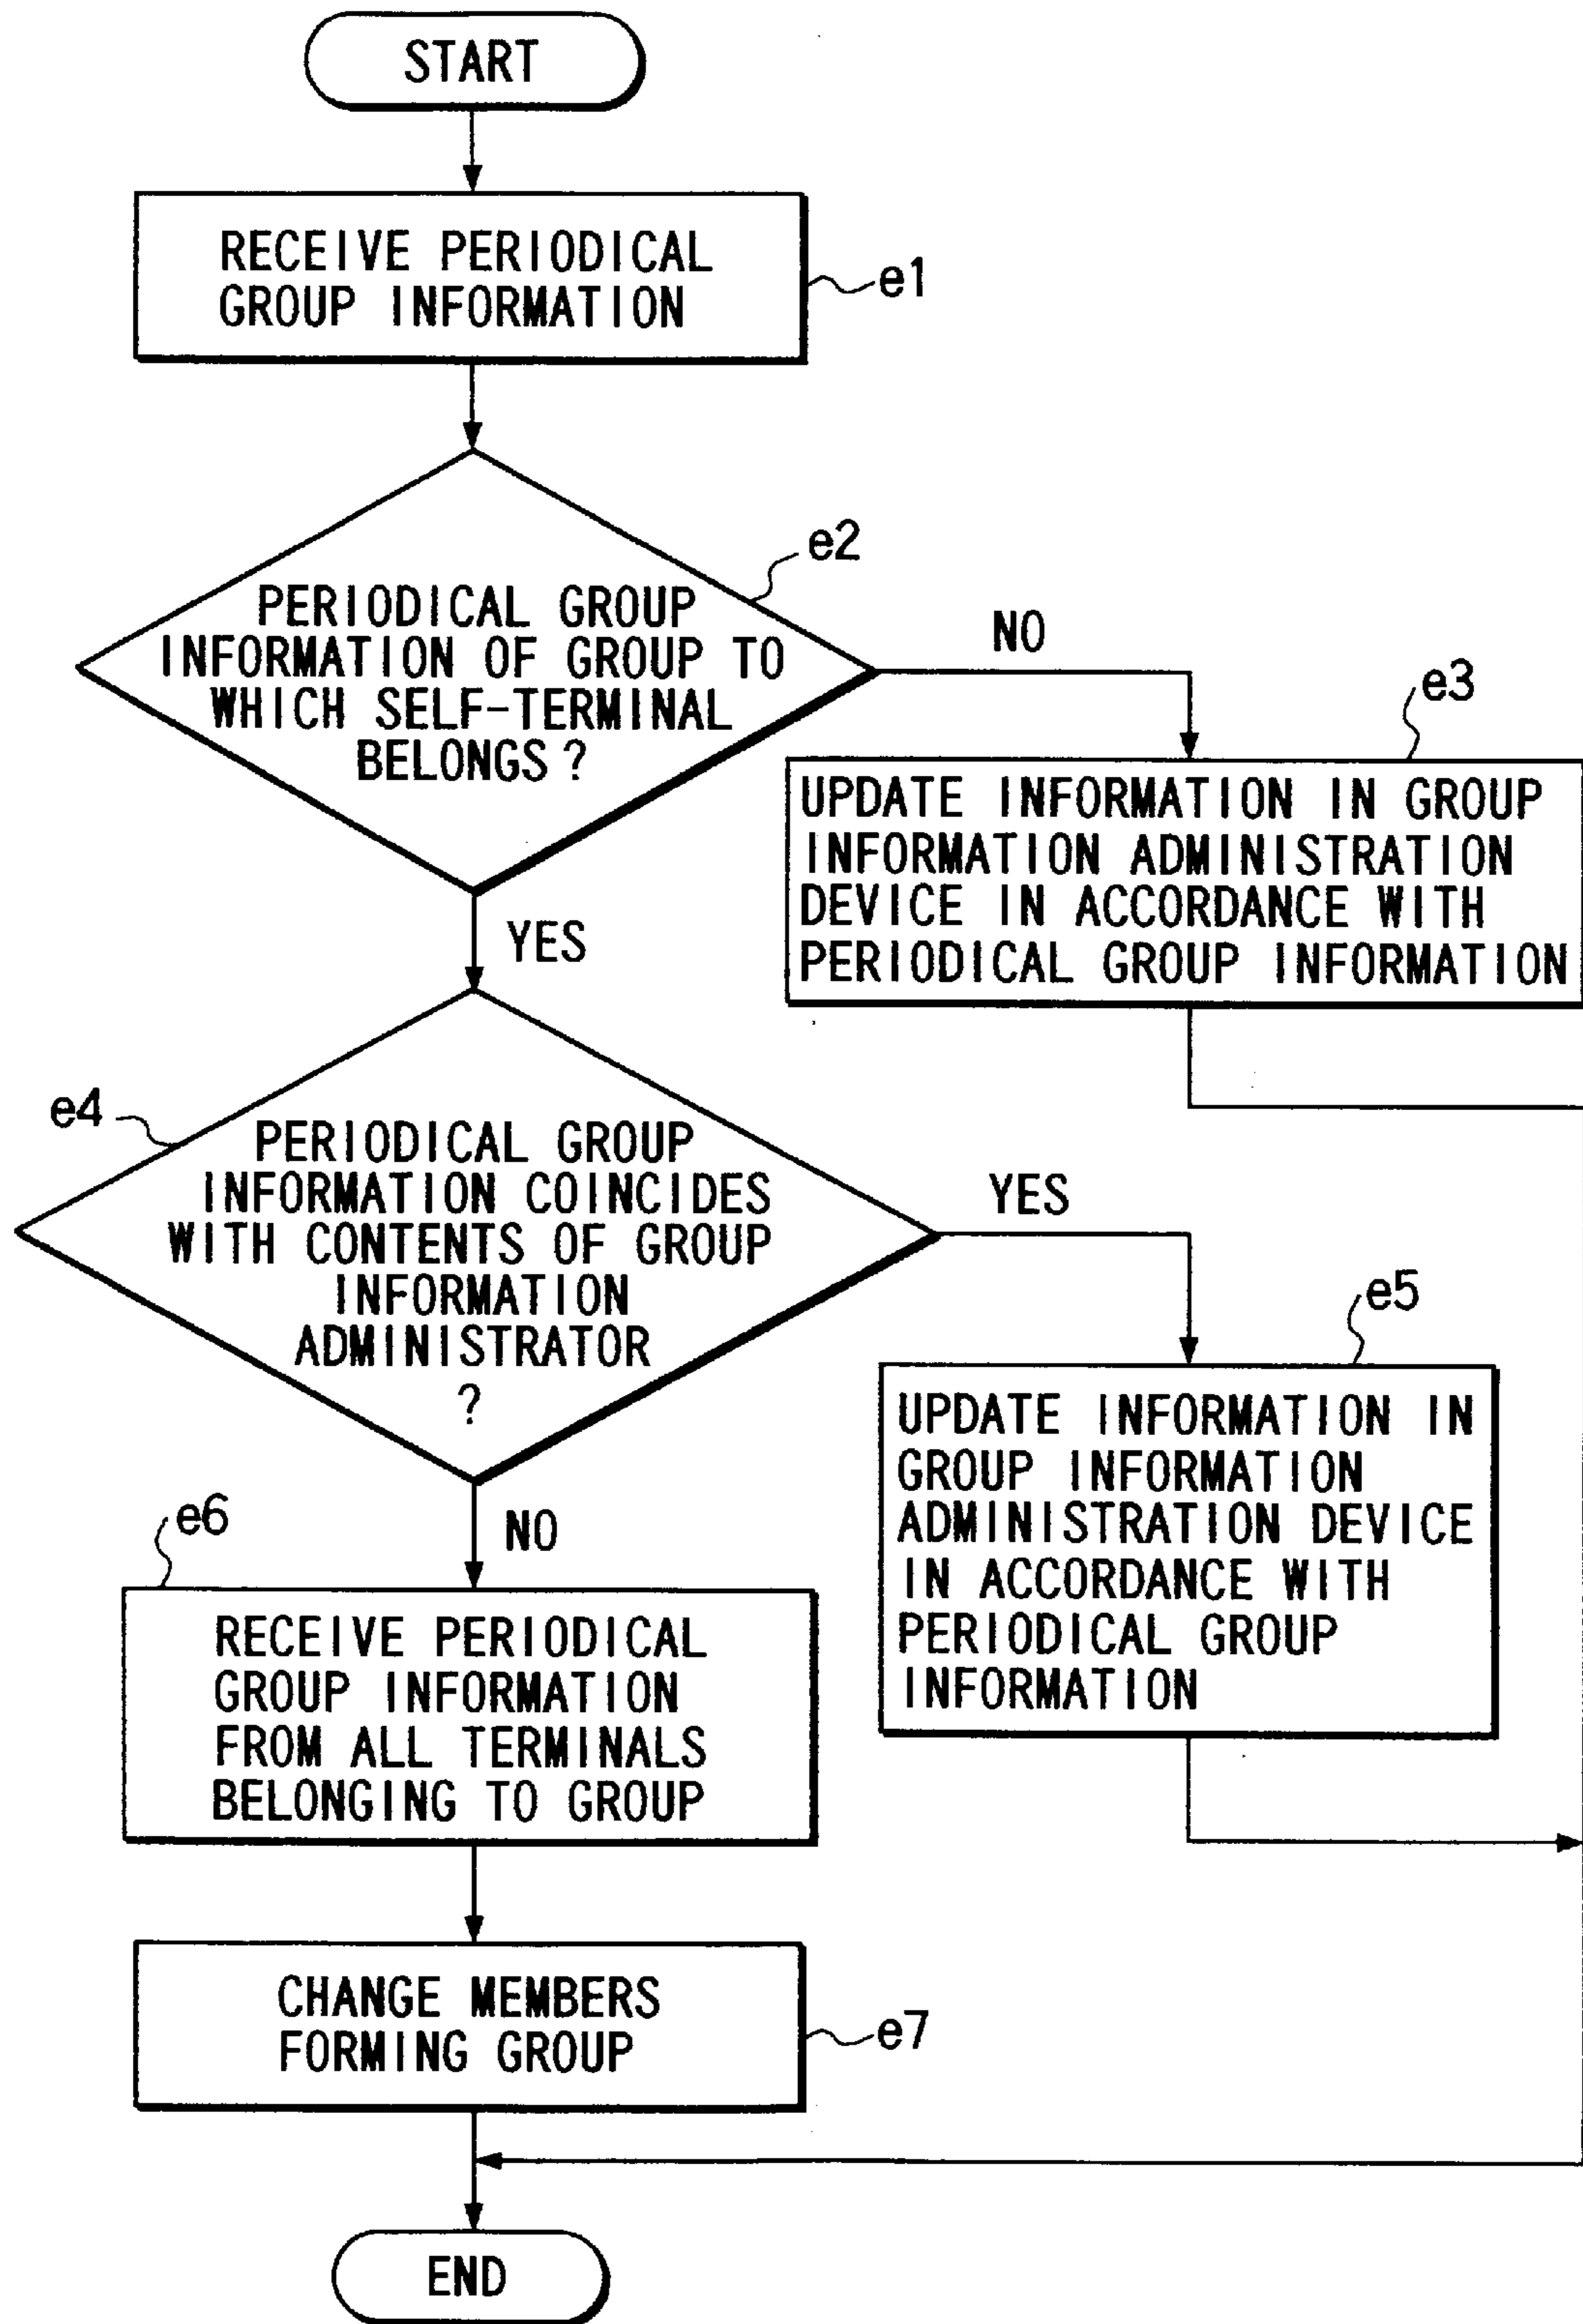 START
RECEIVE PERIODICAL
GROUP INFORMATION
e1
e2
PERIODICAL GROUP
INFORMATION OF GROUP TO
WHICH SELF-TERMINAL
BELONGS ?
NO
e3
UPDATE INFORMATION IN GROUP
INFORMATION ADMINISTRATION
DEVICE IN ACCORDANCE WITH
PERIODICAL GROUP INFORMATION
YES
e4
PERIODICAL GROUP
INFORMATION COINCIDES
WITH CONTENTS OF GROUP
INFORMATION
ADMINISTRATOR
?
YES
e5
UPDATE INFORMATION IN
GROUP INFORMATION
ADMINISTRATION DEVICE
IN ACCORDANCE WITH
PERIODICAL GROUP
INFORMATION
NO
e6
RECEIVE PERIODICAL
GROUP INFORMATION
FROM ALL TERMINALS
BELONGING TO GROUP
CHANGE MEMBERS
FORMING GROUP
e7
END